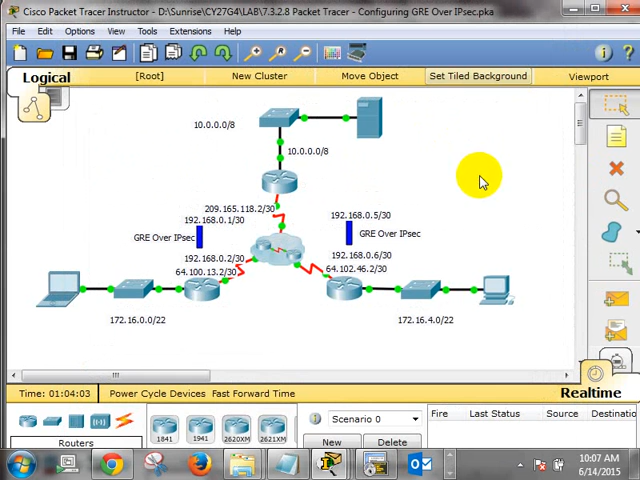 Cisco Packet Tracer Instructor - D:\Sunrise\CY27G4\LAB\7.3.2.8 Packet Tracer - Configuring GRE Over IPsec.pka
File Edit Options View Tools Extensions Help
Logical [Root] New Cluster Move Object Set Tiled Background Viewport
10.0.0.0/8
10.0.0.0/8
209.165.118.2/30
192.168.0.1/30
192.168.0.5/30
GRE Over IPsec
GRE Over IPsec
192.168.0.2/30
192.168.0.6/30
64.100.13.2/30
64.102.46.2/30
172.16.0.0/22
172.16.4.0/22
Time: 01:04:03 Power Cycle Devices Fast Forward Time Realtime
Scenario 0
Fire Last Status Source Destinatio
1841 1941 2620XM 2621XM
New Delete
Routers
10:07 AM
6/14/2015